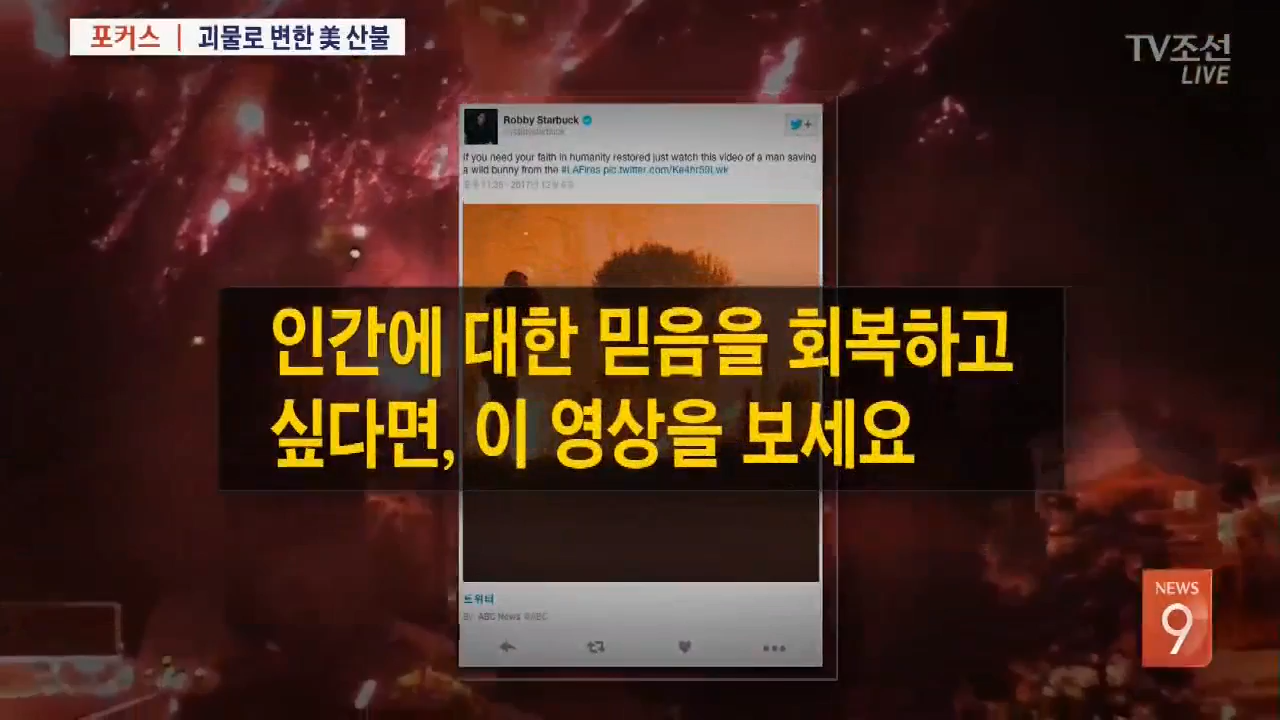 포커스 | 괴물로 변한 美 산불
TV조선
LIVE
Robby Starbuck
If you need your faith in humanity restored just watch this video of a man saving
a wild bunny from the #LAFires pic.twitter.com/Ke4hr59Lwk
인간에 대한 믿음을 회복하고
싶다면, 이 영상을 보세요
트위터
ABC News
NEWS
9